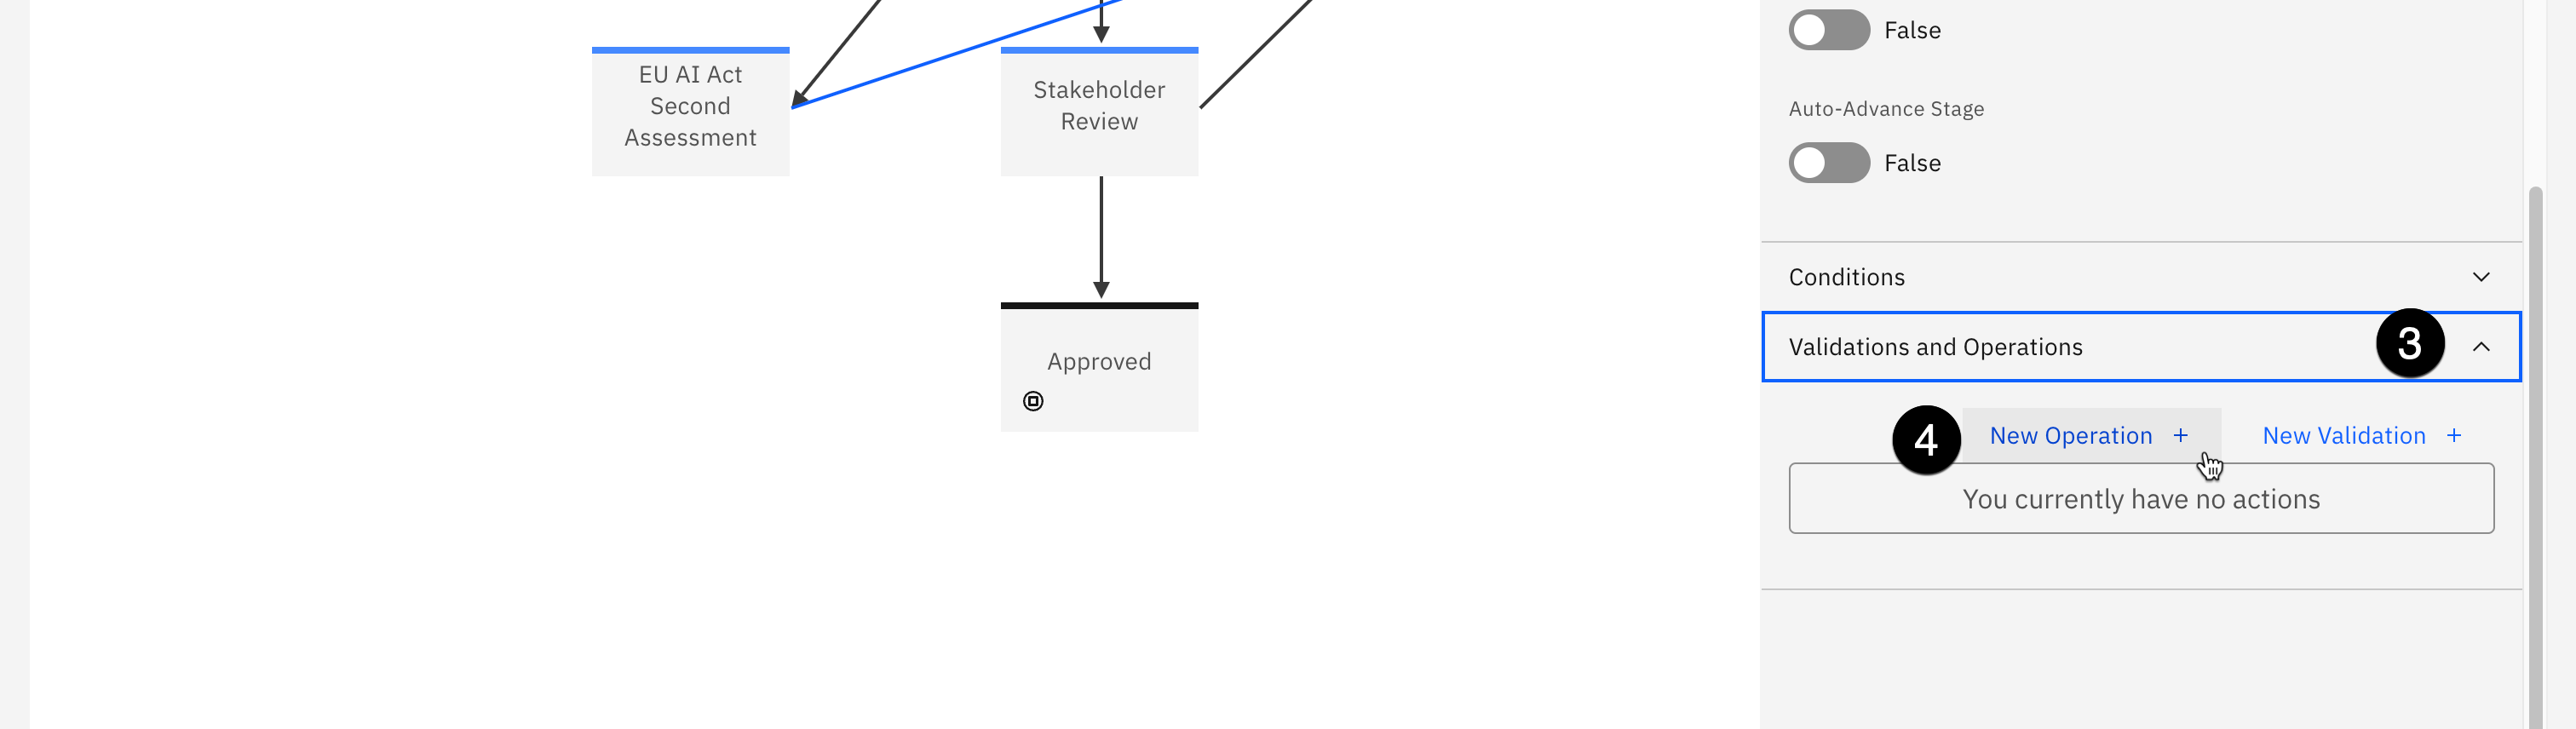 EU AI Act
Second
Assessment
Stakeholder
Review
Approved
False
Auto-Advance Stage
False
Conditions
Validations and Operations
3
4
New Operation +
New Validation +
You currently have no actions